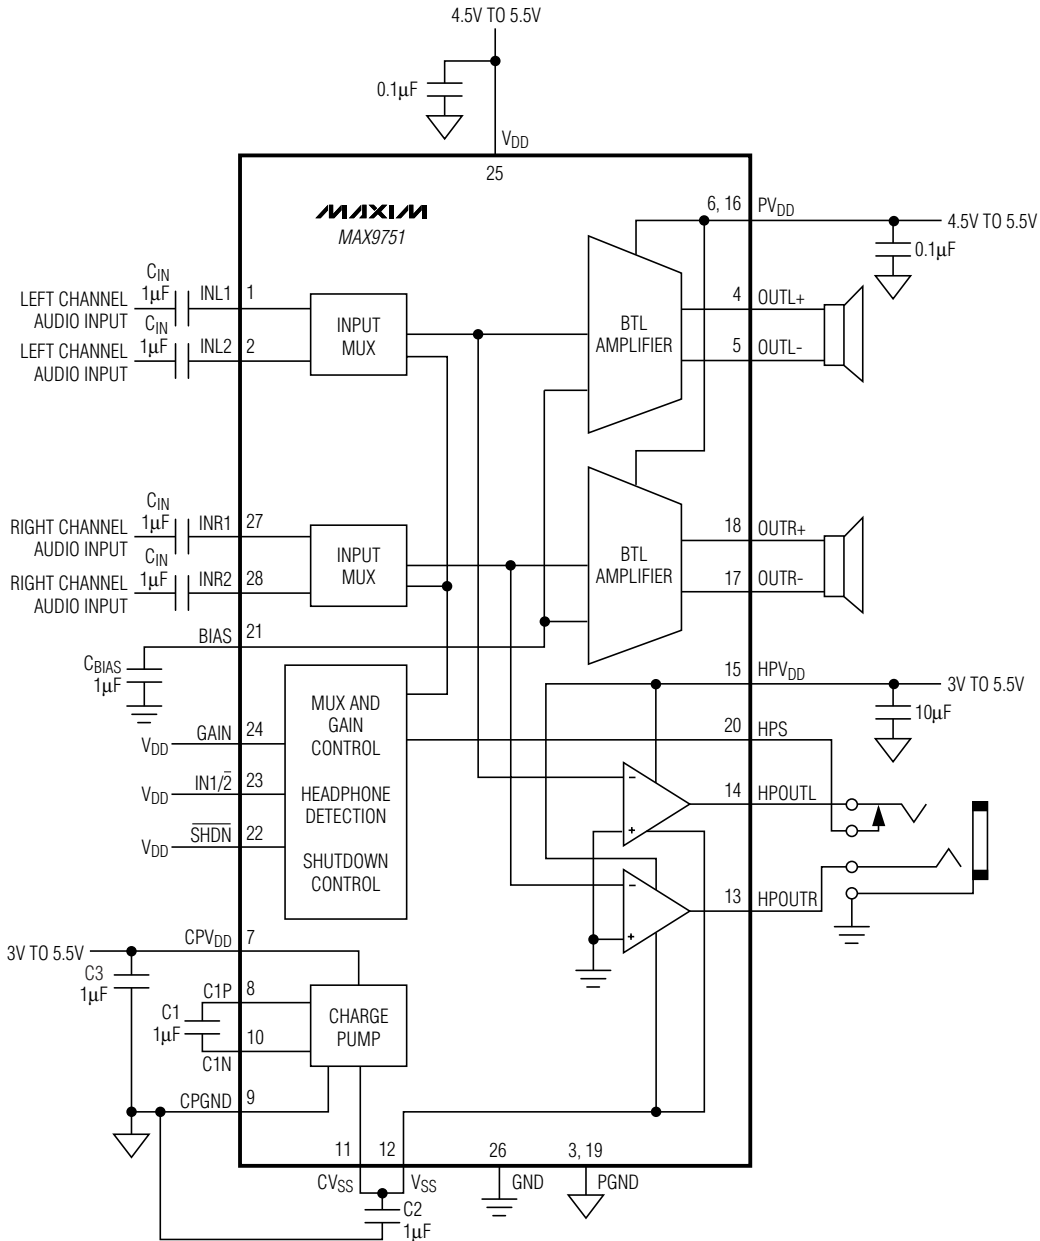 4.5V TO 5.5V
0.1μF
VDD
25
MAXIM
MAX9751
6, 16
PVDD
4.5V TO 5.5V
0.1μF
CIN
1μF
INL1
1
LEFT CHANNEL
AUDIO INPUT
CIN
1μF
INL2
2
LEFT CHANNEL
AUDIO INPUT
INPUT
MUX
BTL
AMPLIFIER
4
OUTL+
5
OUTL-
CIN
1μF
INR1
27
RIGHT CHANNEL
AUDIO INPUT
CIN
1μF
INR2
28
RIGHT CHANNEL
AUDIO INPUT
INPUT
MUX
BTL
AMPLIFIER
18
OUTR+
17
OUTR-
BIAS
21
CBIAS
1μF
15
HPVDD
3V TO 5.5V
10μF
MUX AND
GAIN
CONTROL
HEADPHONE
DETECTION
SHUTDOWN
CONTROL
VDD
GAIN
24
VDD
IN1/2̅
23
VDD
S̅H̅D̅N̅
22
20
HPS
−
+
14
HPOUTL
−
+
13
HPOUTR
3V TO 5.5V
CPVDD
7
C3
1μF
C1P
8
C1
1μF
10
C1N
CHARGE
PUMP
CPGND
9
11
CVSS
12
VSS
C2
1μF
26
GND
3, 19
PGND